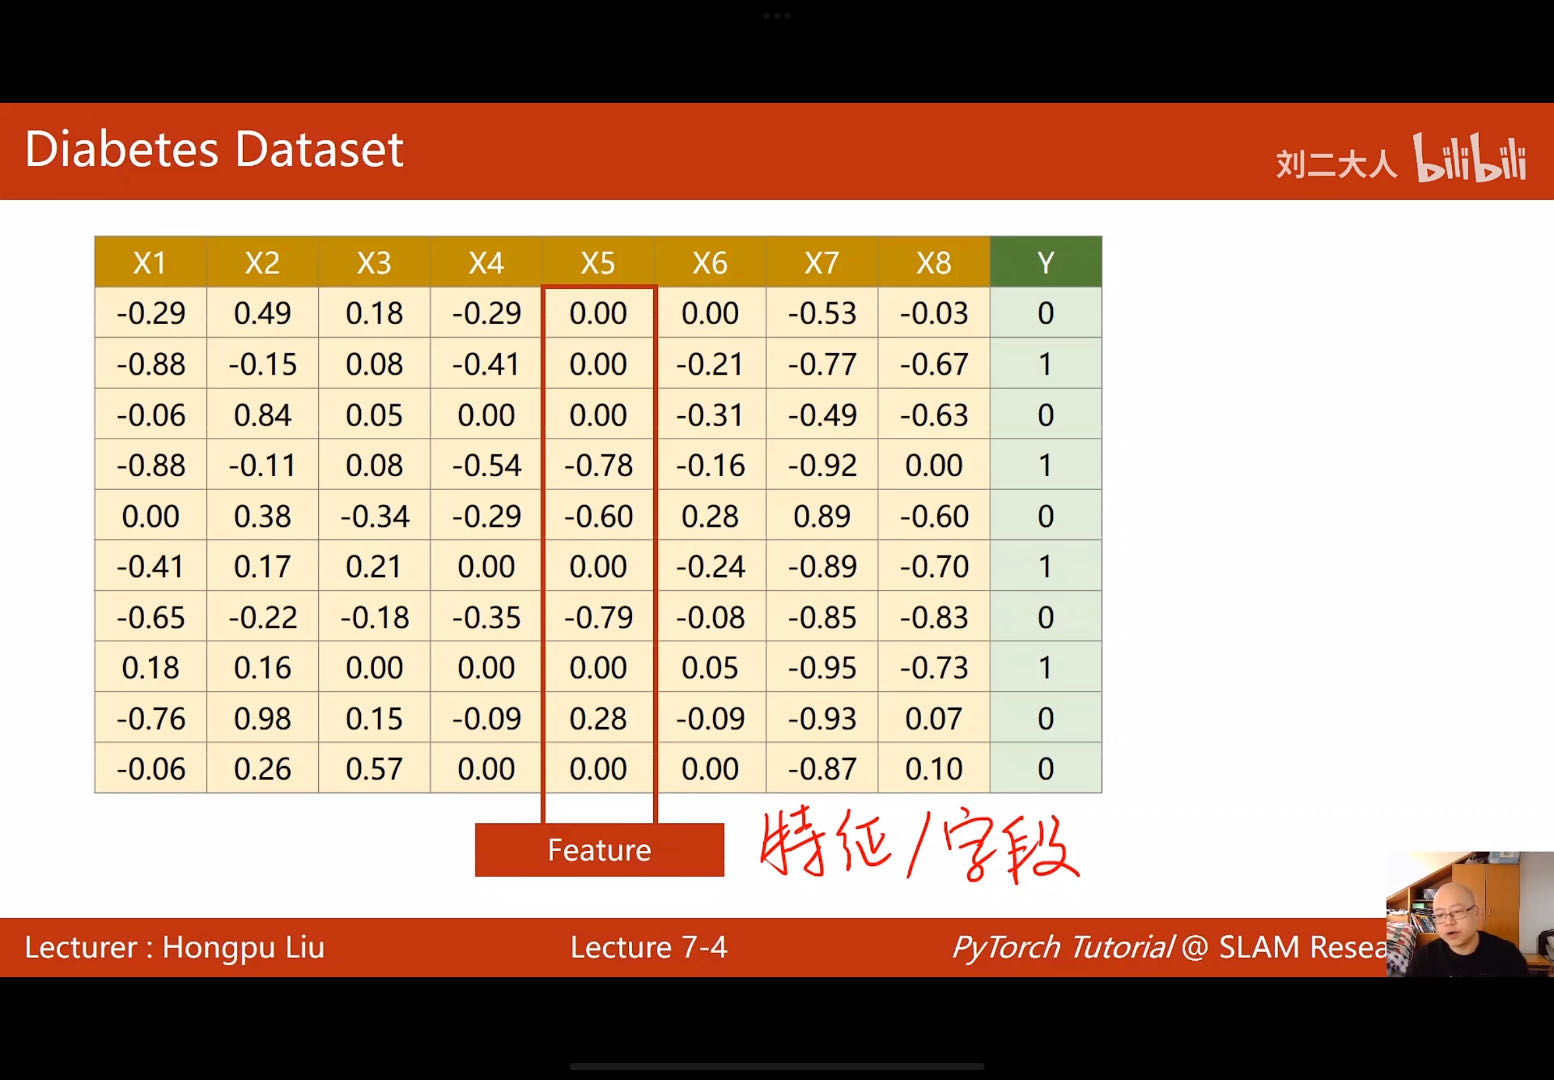 Diabetes Dataset
刘二大人 bilibili
X1 X2 X3 X4 X5 X6 X7 X8 Y
-0.29 0.49 0.18 -0.29 0.00 0.00 -0.53 -0.03 0
-0.88 -0.15 0.08 -0.41 0.00 -0.21 -0.77 -0.67 1
-0.06 0.84 0.05 0.00 0.00 -0.31 -0.49 -0.63 0
-0.88 -0.11 0.08 -0.54 -0.78 -0.16 -0.92 0.00 1
0.00 0.38 -0.34 -0.29 -0.60 0.28 0.89 -0.60 0
-0.41 0.17 0.21 0.00 0.00 -0.24 -0.89 -0.70 1
-0.65 -0.22 -0.18 -0.35 -0.79 -0.08 -0.85 -0.83 0
0.18 0.16 0.00 0.00 0.00 0.05 -0.95 -0.73 1
-0.76 0.98 0.15 -0.09 0.28 -0.09 -0.93 0.07 0
-0.06 0.26 0.57 0.00 0.00 0.00 -0.87 0.10 0
Feature
特征/字段
Lecturer : Hongpu Liu
Lecture 7-4
PyTorch Tutorial @ SLAM Resea